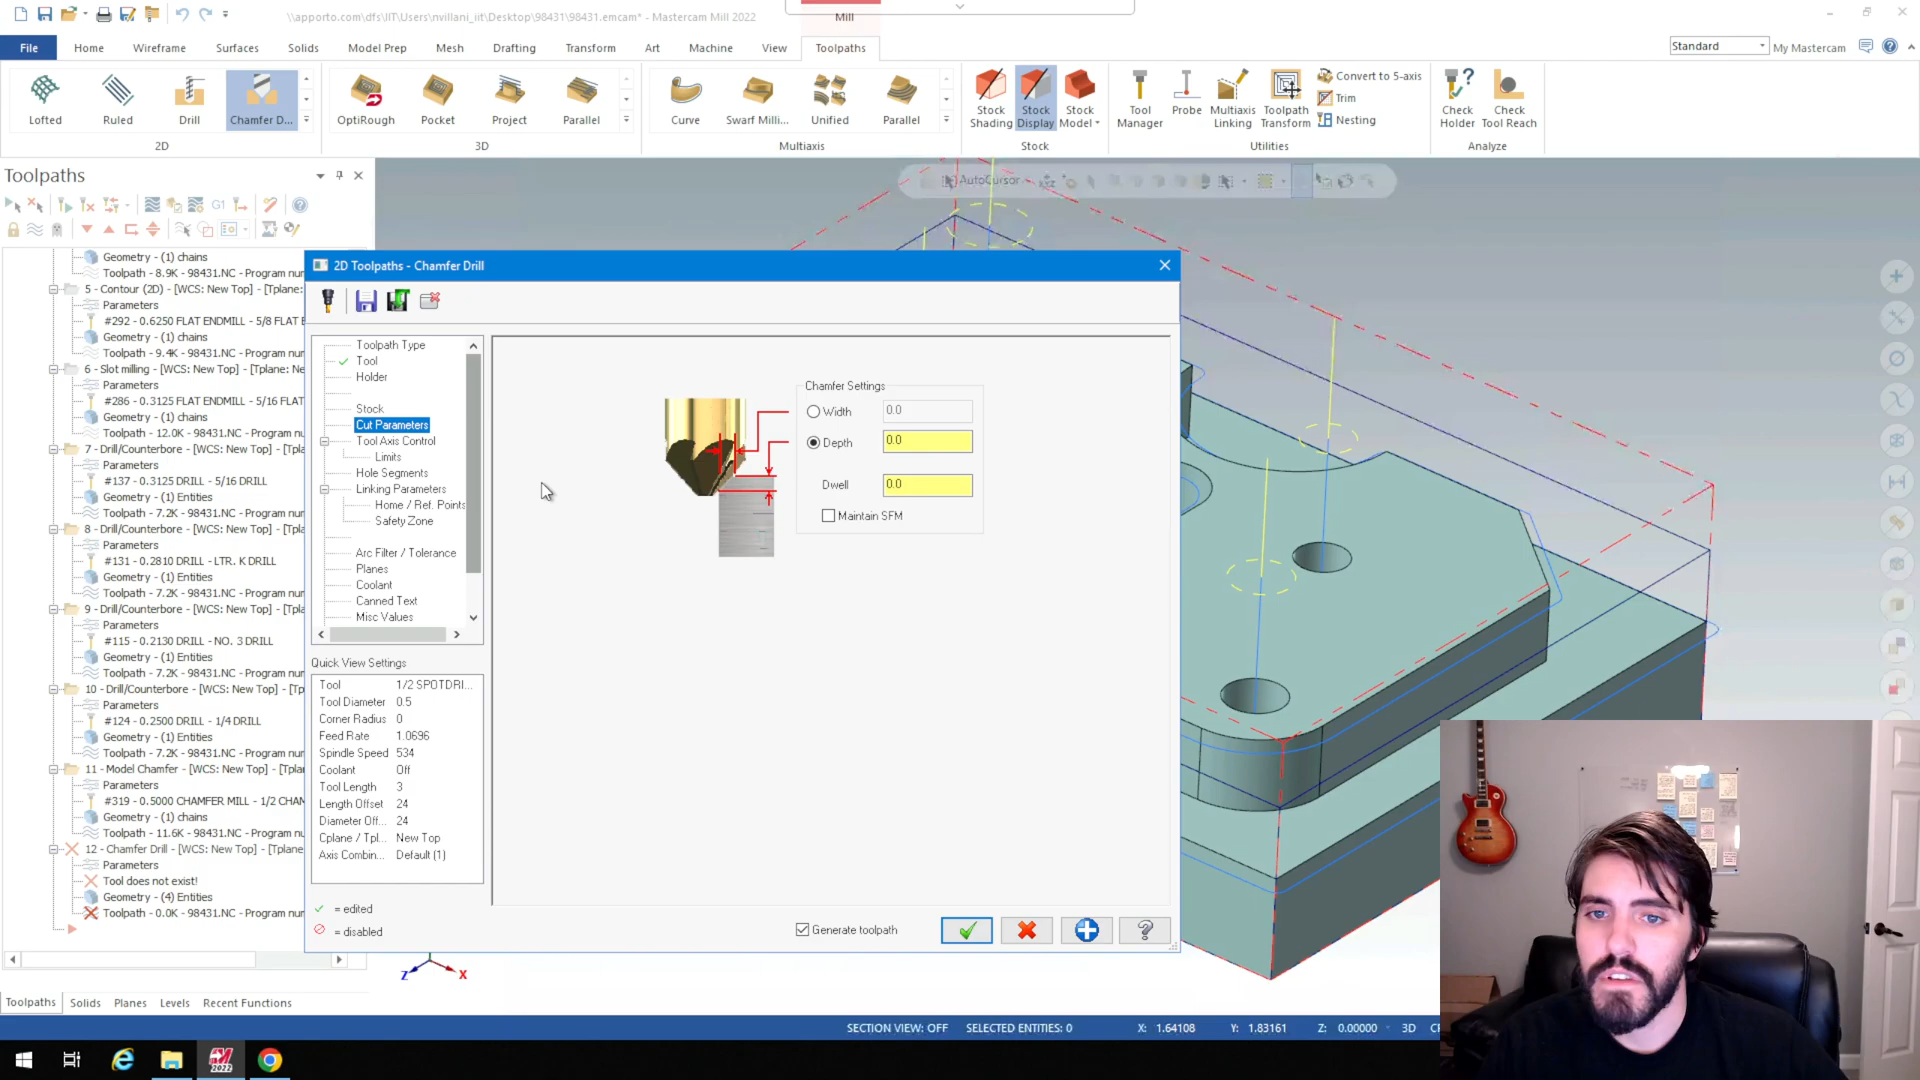 \\apporto.com\dfs\IIT\Users\nvillani_iit\Desktop\98431\98431.emcam* - Mastercam Mill 2022
Mill
File Home Wireframe Surfaces Solids Model Prep Mesh Drafting Transform Art Machine View Toolpaths
Standard My Mastercam
Lofted Ruled Drill Chamfer D...
2D
OptiRough Pocket Project Parallel
3D
Curve Swarf Milli... Unified Parallel
Multiaxis
Stock Shading Stock Display Stock Model
Stock
Tool Manager Probe Multiaxis Linking Toolpath Transform
Convert to 5-axis
Trim
Nesting
Utilities
Check Holder Check Tool Reach
Analyze
Toolpaths
G1
AutoCursor
Geometry - (1) chains
Toolpath - 8.9K - 98431.NC - Program nur
5 - Contour (2D) - [WCS: New Top] - [Tplane:
Parameters
#292 - 0.6250 FLAT ENDMILL - 5/8 FLAT E
Geometry - (1) chains
Toolpath - 9.4K - 98431.NC - Program nur
6 - Slot milling - [WCS: New Top] - [Tplane: Ne
Parameters
#286 - 0.3125 FLAT ENDMILL - 5/16 FLAT
Geometry - (1) chains
Toolpath - 12.0K - 98431.NC - Program nu
7 - Drill/Counterbore - [WCS: New Top] - [Tpl
Parameters
#137 - 0.3125 DRILL - 5/16 DRILL
Geometry - (1) Entities
Toolpath - 7.2K - 98431.NC - Program nur
8 - Drill/Counterbore - [WCS: New Top] - [Tpl
Parameters
#131 - 0.2810 DRILL - LTR. K DRILL
Geometry - (1) Entities
Toolpath - 7.2K - 98431.NC - Program nur
9 - Drill/Counterbore - [WCS: New Top] - [Tpl
Parameters
#115 - 0.2130 DRILL - NO. 3 DRILL
Geometry - (1) Entities
Toolpath - 7.2K - 98431.NC - Program nur
10 - Drill/Counterbore - [WCS: New Top] - [Tp
Parameters
#124 - 0.2500 DRILL - 1/4 DRILL
Geometry - (1) Entities
Toolpath - 7.2K - 98431.NC - Program nur
11 - Model Chamfer - [WCS: New Top] - [Tplan
Parameters
#319 - 0.5000 CHAMFER MILL - 1/2 CHAM
Geometry - (1) chains
Toolpath - 11.6K - 98431.NC - Program nu
12 - Chamfer Drill - [WCS: New Top] - [Tplane
Parameters
Tool does not exist!
Geometry - (4) Entities
Toolpath - 0.0K - 98431.NC - Program nur
2D Toolpaths - Chamfer Drill
Toolpath Type
Tool
Holder
Stock
Cut Parameters
Tool Axis Control
Limits
Hole Segments
Linking Parameters
Home / Ref. Points
Safety Zone
Arc Filter / Tolerance
Planes
Coolant
Canned Text
Misc Values
Quick View Settings
Tool 1/2 SPOTDRI...
Tool Diameter 0.5
Corner Radius 0
Feed Rate 1.0696
Spindle Speed 534
Coolant Off
Tool Length 3
Length Offset 24
Diameter Off... 24
Cplane / Tpl... New Top
Axis Combin... Default (1)
= edited
= disabled
Chamfer Settings
Width 0.0
Depth 0.0
Dwell 0.0
Maintain SFM
Generate toolpath
Z X
Toolpaths Solids Planes Levels Recent Functions
SECTION VIEW: OFF SELECTED ENTITIES: 0 X: 1.64108 Y: 1.83161 Z: 0.00000 3D
2022